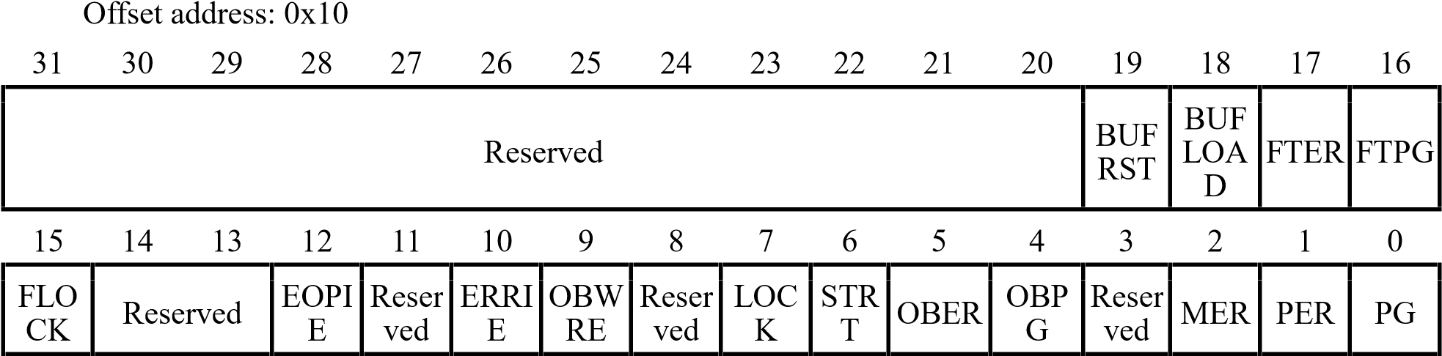 Offset address: 0x10
31 30 29 28 27 26 25 24 23 22 21 20 19 18 17 16
Reserved BUF RST BUF LOA D FTER FTPG
15 14 13 12 11 10 9 8 7 6 5 4 3 2 1 0
FLO CK Reserved EOPI E Reser ved ERRI E OBW RE Reser ved LOC K STR T OBER OBP G Reser ved MER PER PG